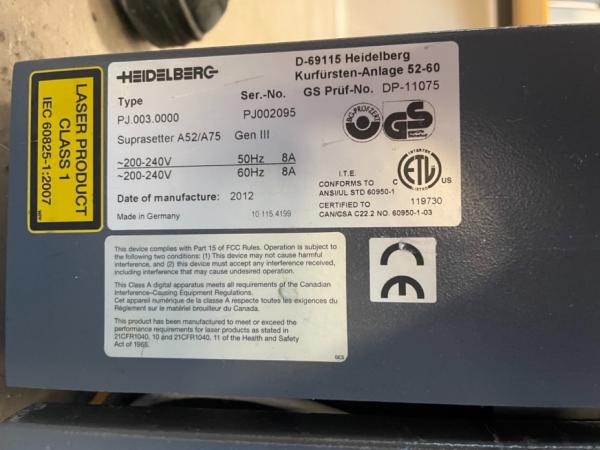 LASER PRODUCT
CLASS 1
IEC 60825-1:2007
HEIDELBERG
D-69115 Heidelberg
Kurfürsten-Anlage 52-60
Type
Ser.-No.
GS Prüf-No. DP-11075
PJ.003.0000
PJ002095
Suprasetter A52/A75 Gen III
~200-240V 50Hz 8A
~200-240V 60Hz 8A
Date of manufacture: 2012
Made in Germany
10.115.4199
BG-PRÜFZERT
GS
I.T.E.
CONFORMS TO
ANSI/UL STD 60950-1
CERTIFIED TO
CAN/CSA C22.2 NO. 60950-1-03
INTERTEK
C ETL US
LISTED
119730
This device complies with Part 15 of FCC Rules. Operation is subject to
the following two conditions: (1) This device may not cause harmful
interference, and (2) this device must accept any interference received,
including interference that may cause undesired operation.
This Class A digital apparatus meets all requirements of the Canadian
Interference-Causing Equipment Regulations.
Cet appareil numérique de la classe A respecte toutes les exigences du
Règlement sur le matériel brouilleur du Canada.
This product has been manufactured to meet or exceed the
performance requirements for laser products as stated in
21CFR1040. 10 and 21CFR1040. 11 of the Health and Safety
Act of 1968.
CE